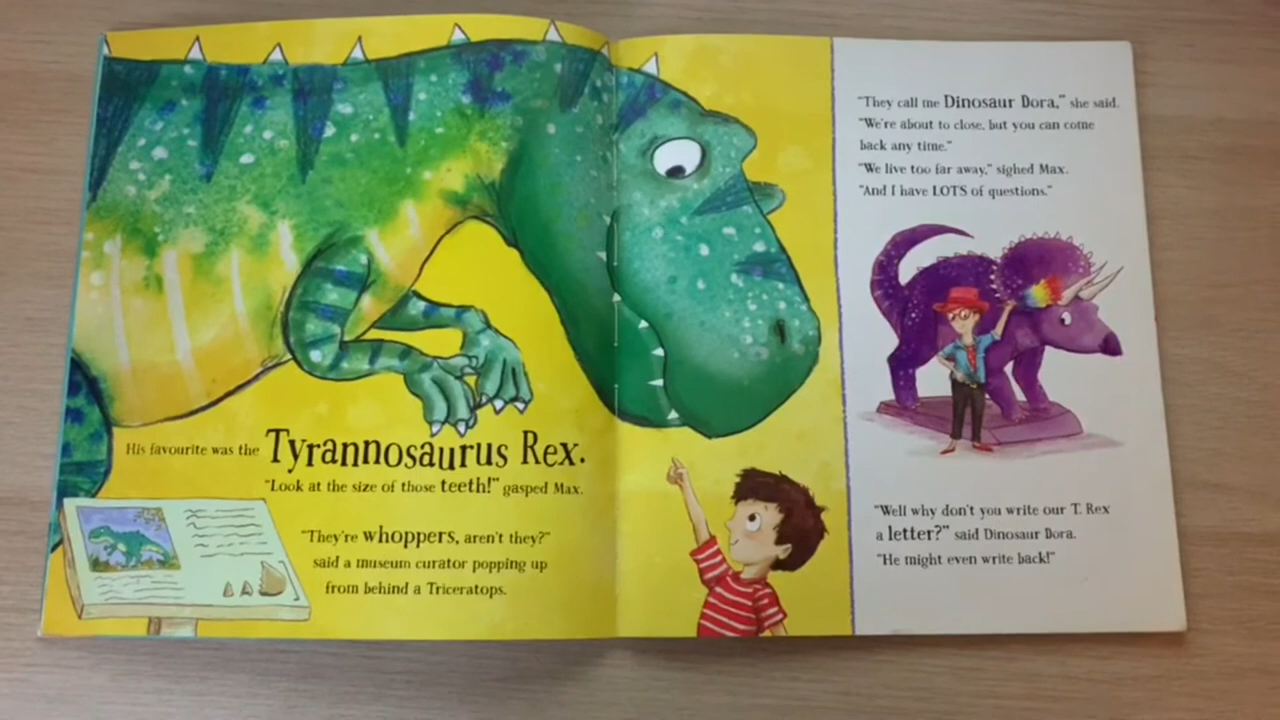 His favourite was the Tyrannosaurus Rex.
"Look at the size of those teeth!" gasped Max.
"They're whoppers, aren't they?"
said a museum curator popping up
from behind a Triceratops.
"They call me Dinosaur Dora," she said.
"We're about to close, but you can come
back any time."
"We live too far away," sighed Max.
"And I have LOTS of questions."
"Well why don't you write our T. Rex
a letter?" said Dinosaur Dora.
"He might even write back!"